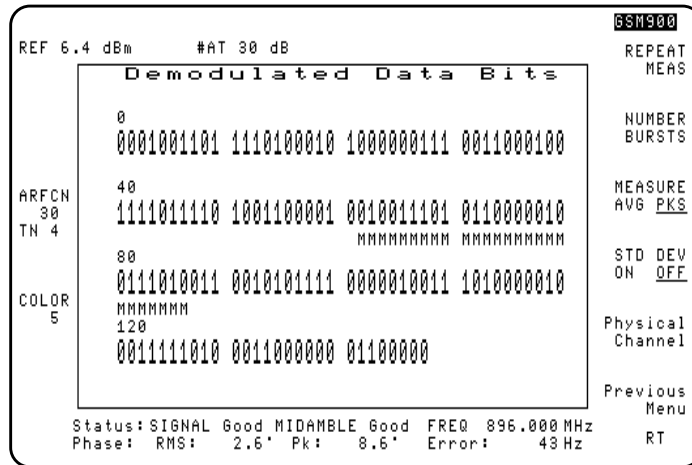 GSM900
REF 6.4 dBm #AT 30 dB
REPEAT
MEAS
Demodulated Data Bits
0
0001001101 1110100010 1000000111 0011000100
NUMBER
BURSTS
40
1111011110 1001100001 0010011101 0110000010
MMMMMMMMM MMMMMMMMMM
ARFCN
30
TN 4
MEASURE
AVG PKS
80
0111010011 0010101111 0000010011 1010000010
MMMMMMM
STD DEV
ON OFF
COLOR
5
120
0011111010 0011000000 01100000
Physical
Channel
Previous
Menu
Status: SIGNAL Good MIDAMBLE Good FREQ 896.000 MHz
Phase: RMS: 2.6° Pk: 8.6° Error: 43 Hz
RT